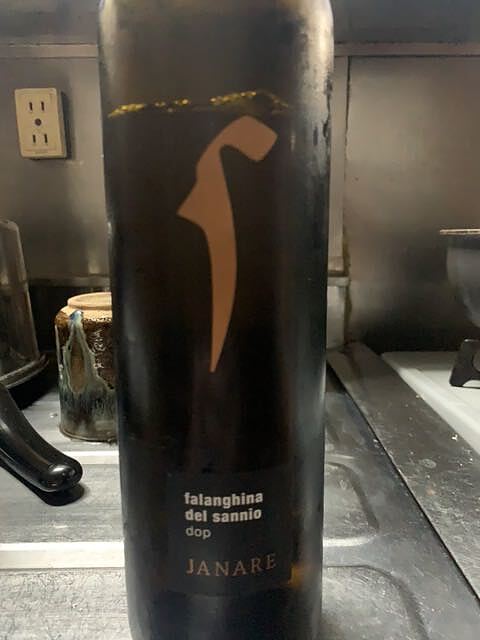 f
falanghina
del sannio
dop
JANARE